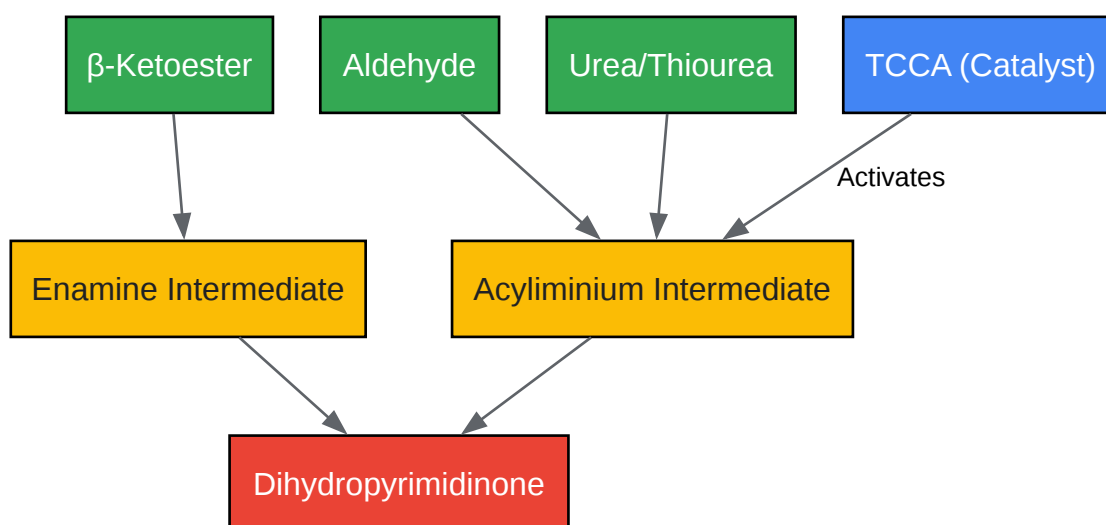 β-Ketoester
Aldehyde
Urea/Thiourea
TCCA (Catalyst)
Activates
Enamine Intermediate
Acyliminium Intermediate
Dihydropyrimidinone